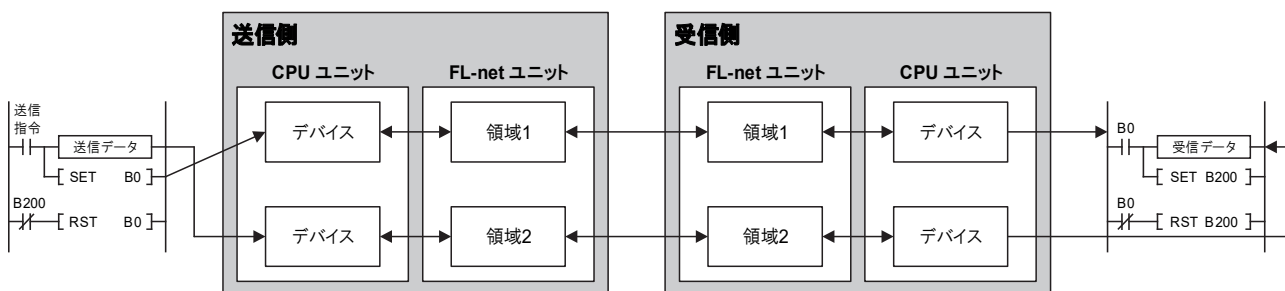 送信側
CPU ユニット
FL-net ユニット
デバイス
領域1
デバイス
領域2
受信側
FL-net ユニット
CPU ユニット
領域1
デバイス
領域2
デバイス
送信
指令
送信データ
SET B0
B200
RST B0
B0
受信データ
SET B200
B0
RST B200